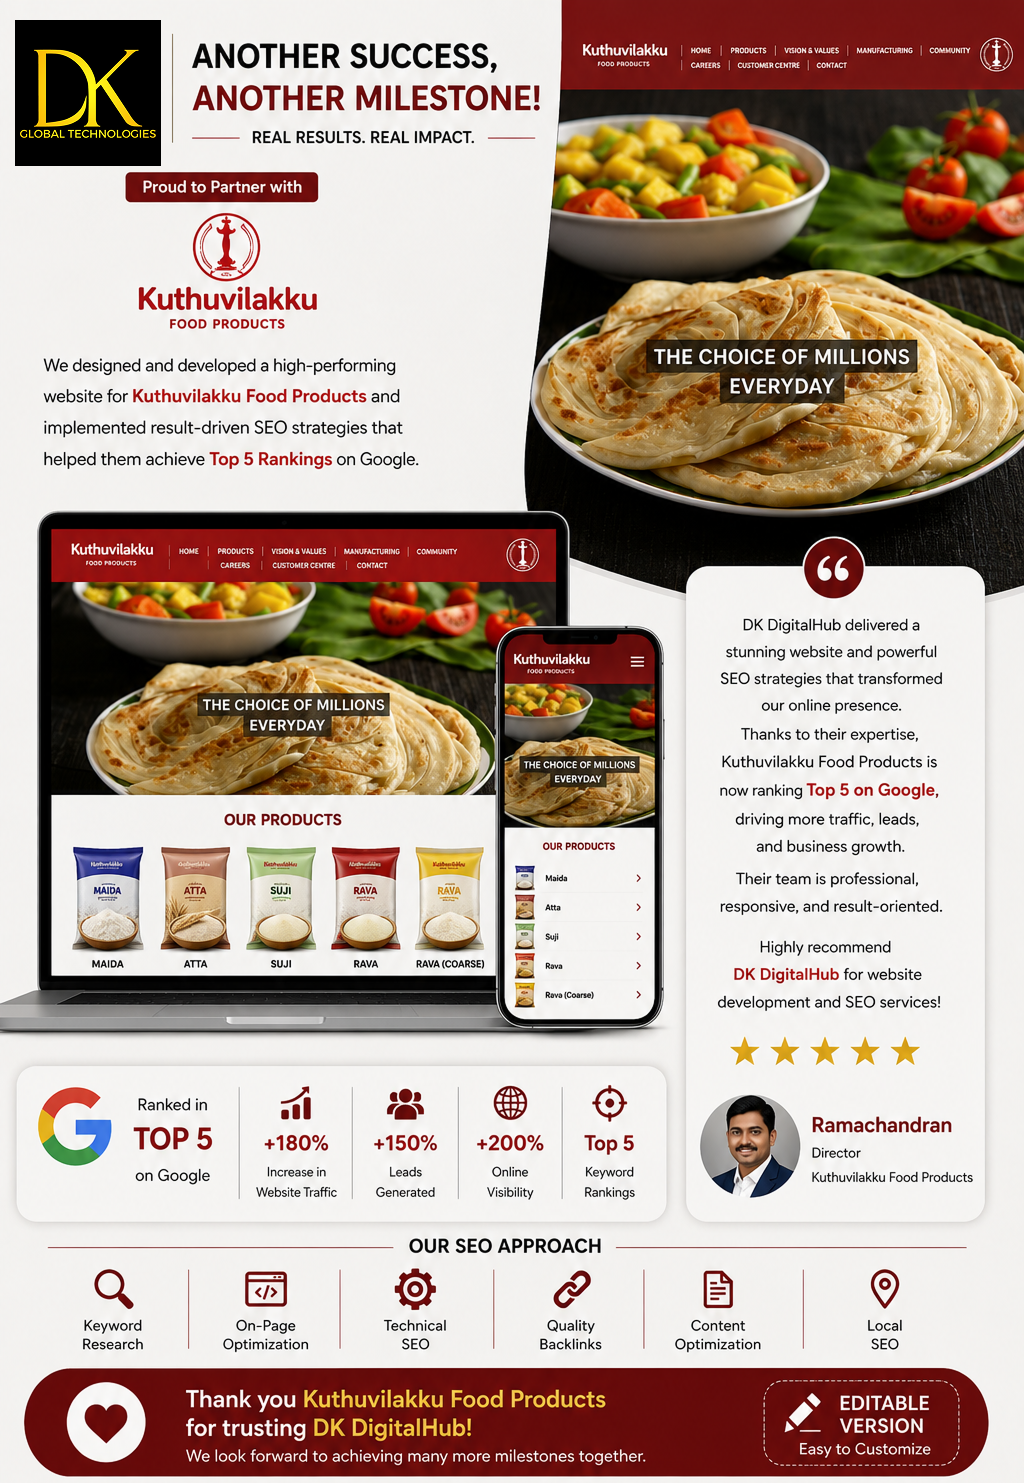 DK
GLOBAL TECHNOLOGIES
ANOTHER SUCCESS,
ANOTHER MILESTONE!
REAL RESULTS. REAL IMPACT.
Proud to Partner with
Kuthuvilakku
FOOD PRODUCTS
We designed and developed a high-performing
website for Kuthuvilakku Food Products and
implemented result-driven SEO strategies that
helped them achieve Top 5 Rankings on Google.
Kuthuvilakku
FOOD PRODUCTS
HOME
PRODUCTS
VISION & VALUES
MANUFACTURING
COMMUNITY
CAREERS
CUSTOMER CENTRE
CONTACT
THE CHOICE OF MILLIONS
EVERYDAY
Kuthuvilakku
FOOD PRODUCTS
HOME
PRODUCTS
VISION & VALUES
MANUFACTURING
COMMUNITY
CAREERS
CUSTOMER CENTRE
CONTACT
THE CHOICE OF MILLIONS
EVERYDAY
OUR PRODUCTS
MAIDA
ATTA
SUJI
RAVA
RAVA
MAIDA
ATTA
SUJI
RAVA
RAVA (COARSE)
Kuthuvilakku
FOOD PRODUCTS
THE CHOICE OF MILLIONS
EVERYDAY
OUR PRODUCTS
Maida
Atta
Suji
Rava
Rava (Coarse)
DK DigitalHub delivered a
stunning website and powerful
SEO strategies that transformed
our online presence.
Thanks to their expertise,
Kuthuvilakku Food Products is
now ranking Top 5 on Google,
driving more traffic, leads,
and business growth.
Their team is professional,
responsive, and result-oriented.
Highly recommend
DK DigitalHub for website
development and SEO services!
Ramachandran
Director
Kuthuvilakku Food Products
Ranked in
TOP 5
on Google
+180%
Increase in
Website Traffic
+150%
Leads
Generated
+200%
Online
Visibility
Top 5
Keyword
Rankings
OUR SEO APPROACH
Keyword
Research
On-Page
Optimization
Technical
SEO
Quality
Backlinks
Content
Optimization
Local
SEO
Thank you Kuthuvilakku Food Products
for trusting DK DigitalHub!
We look forward to achieving many more milestones together.
EDITABLE
VERSION
Easy to Customize